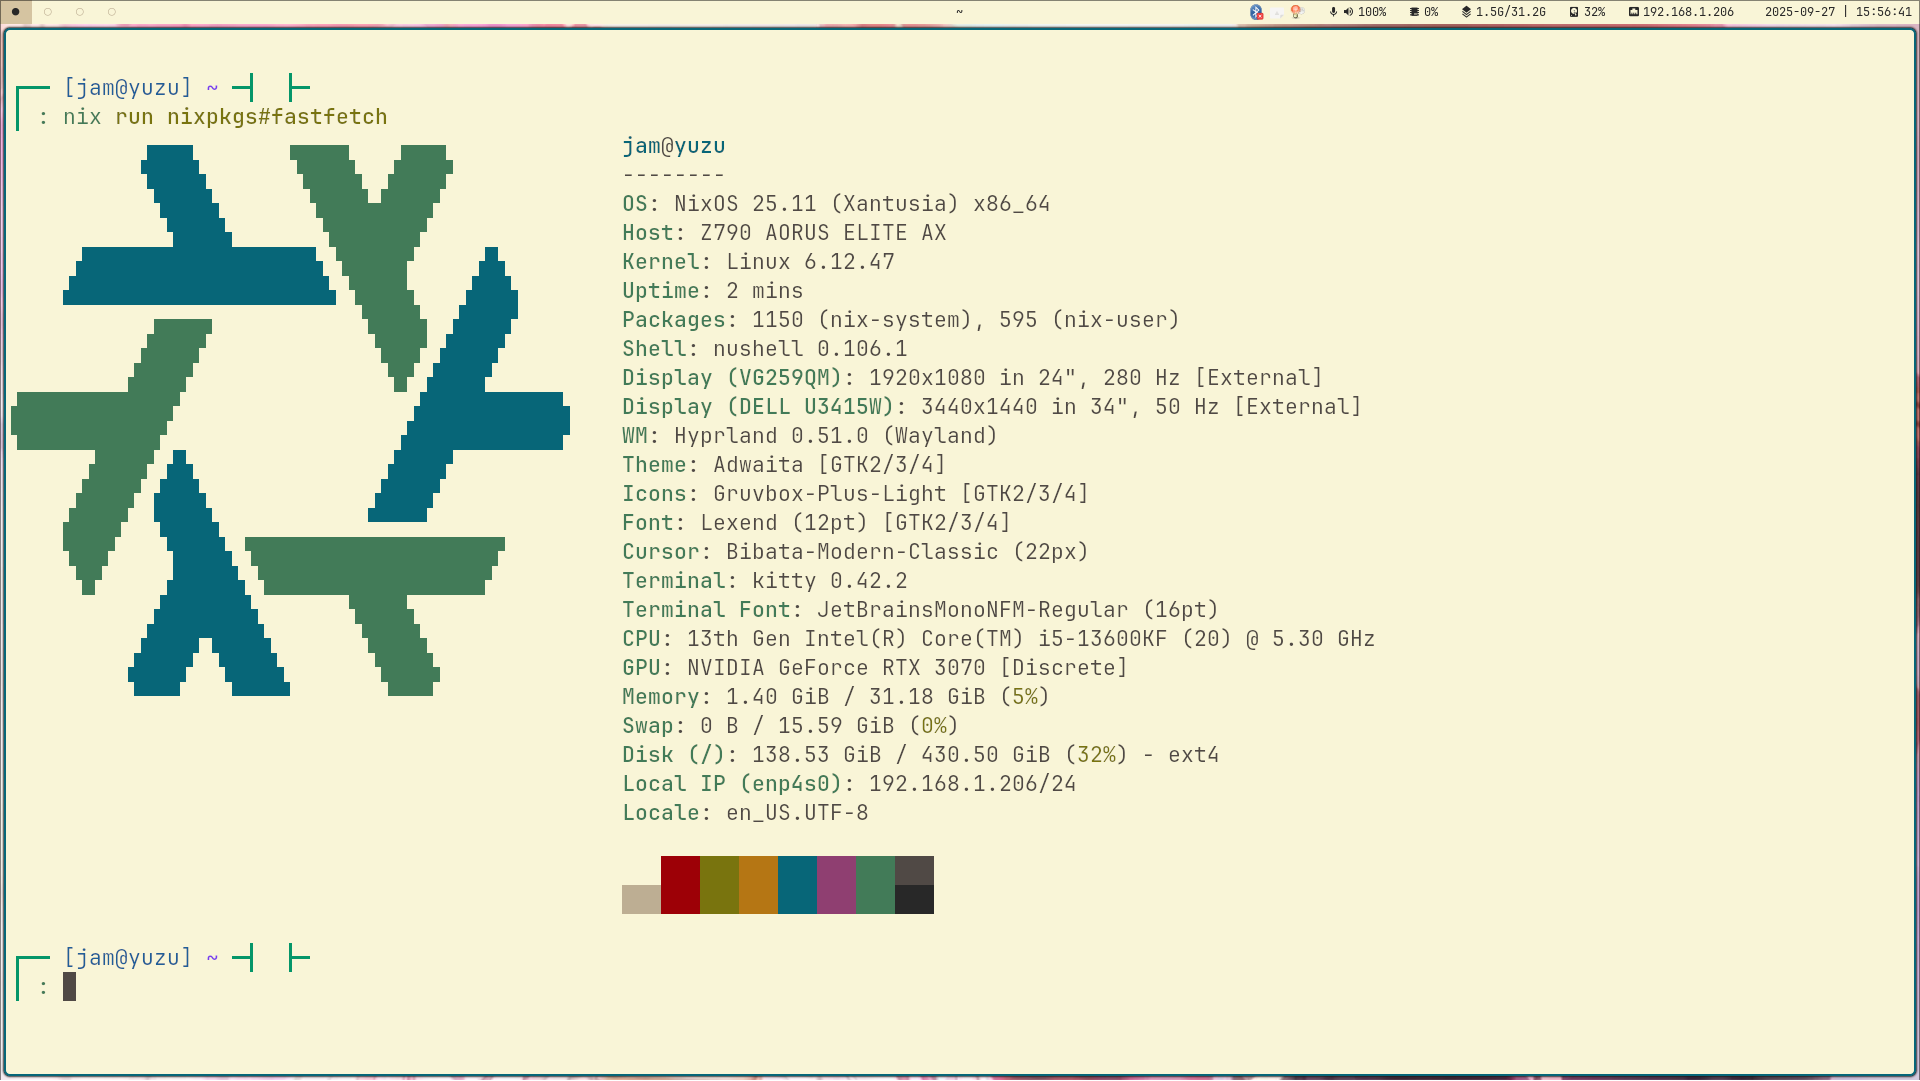 ~ 100% 0% 1.5G/31.2G 32% 192.168.1.206 2025-09-27 | 15:56:41
[jam@yuzu] ~
: nix run nixpkgs#fastfetch
jam@yuzu
--------
OS: NixOS 25.11 (Xantusia) x86_64
Host: Z790 AORUS ELITE AX
Kernel: Linux 6.12.47
Uptime: 2 mins
Packages: 1150 (nix-system), 595 (nix-user)
Shell: nushell 0.106.1
Display (VG259QM): 1920x1080 in 24", 280 Hz [External]
Display (DELL U3415W): 3440x1440 in 34", 50 Hz [External]
WM: Hyprland 0.51.0 (Wayland)
Theme: Adwaita [GTK2/3/4]
Icons: Gruvbox-Plus-Light [GTK2/3/4]
Font: Lexend (12pt) [GTK2/3/4]
Cursor: Bibata-Modern-Classic (22px)
Terminal: kitty 0.42.2
Terminal Font: JetBrainsMonoNFM-Regular (16pt)
CPU: 13th Gen Intel(R) Core(TM) i5-13600KF (20) @ 5.30 GHz
GPU: NVIDIA GeForce RTX 3070 [Discrete]
Memory: 1.40 GiB / 31.18 GiB (5%)
Swap: 0 B / 15.59 GiB (0%)
Disk (/): 138.53 GiB / 430.50 GiB (32%) - ext4
Local IP (enp4s0): 192.168.1.206/24
Locale: en_US.UTF-8
[jam@yuzu] ~
: